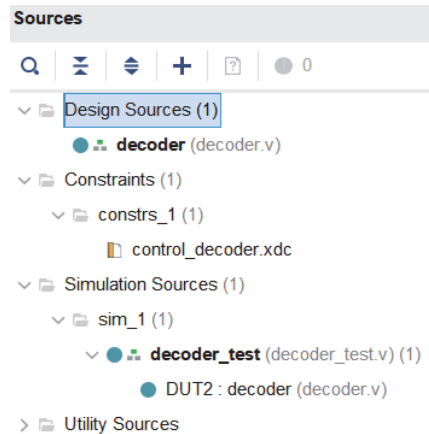 Sources
0
Design Sources (1)
decoder (decoder.v)
Constraints (1)
constrs_1 (1)
control_decoder.xdc
Simulation Sources (1)
sim_1 (1)
decoder_test (decoder_test.v) (1)
DUT2 : decoder (decoder.v)
Utility Sources